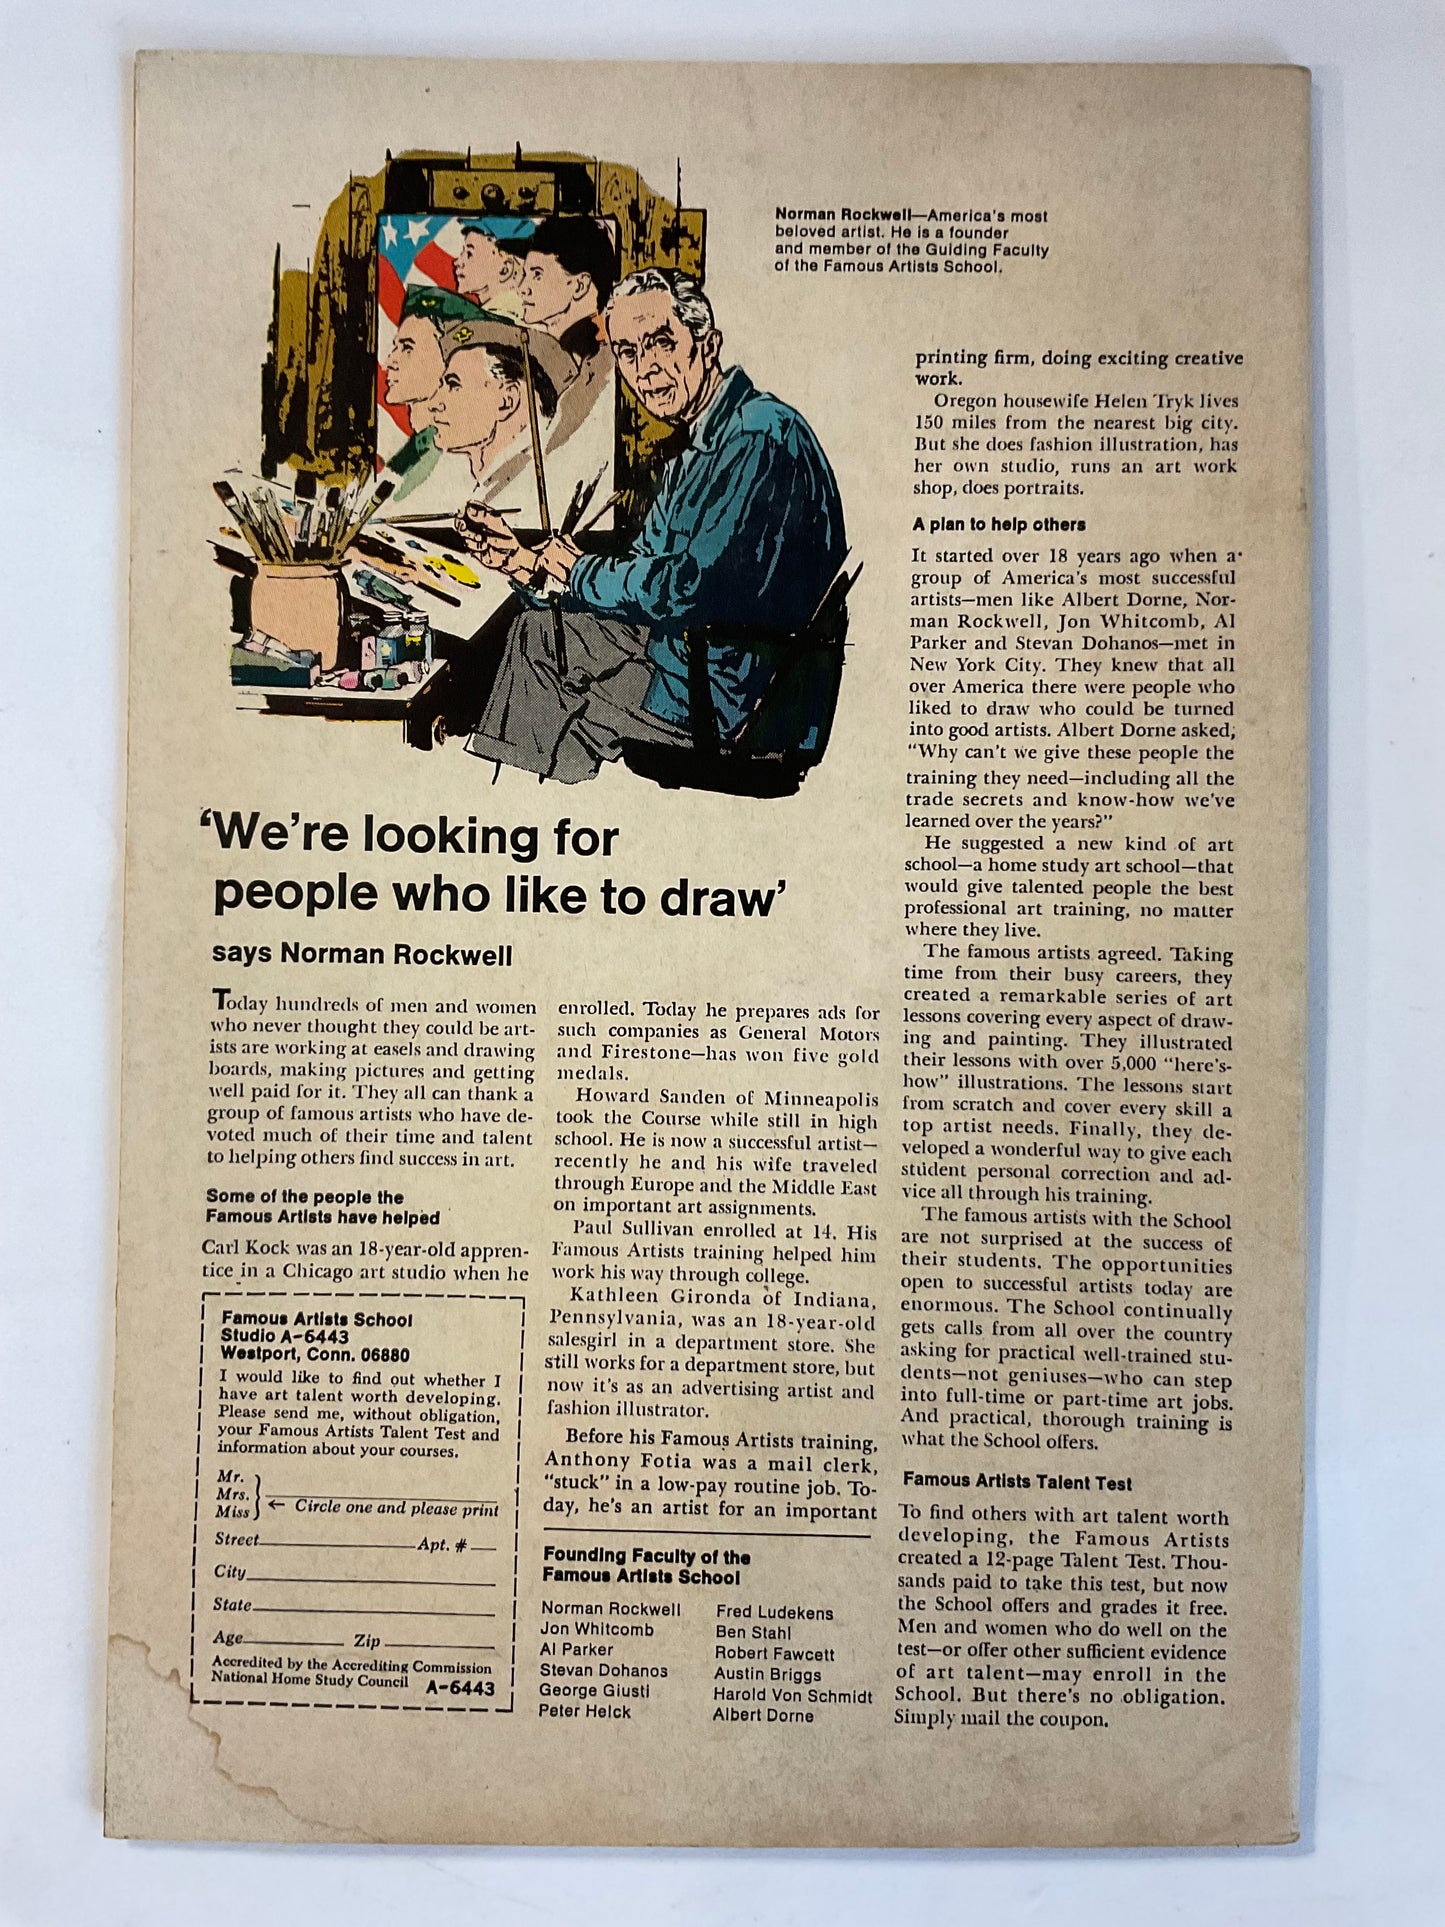 Norman Rockwell—America's most
beloved artist. He is a founder
and member of the Guiding Faculty
of the Famous Artists School.
'We're looking for
people who like to draw'
says Norman Rockwell
Today hundreds of men and women
who never thought they could be art-
ists are working at easels and drawing
boards, making pictures and getting
well paid for it. They all can thank a
group of famous artists who have de-
voted much of their time and talent
to helping others find success in art.
Some of the people the
Famous Artists have helped
Carl Kock was an 18-year-old appren-
tice in a Chicago art studio when he
enrolled. Today he prepares ads for
such companies as General Motors
and Firestone—has won five gold
medals.
Howard Sanden of Minneapolis
took the Course while still in high
school. He is now a successful artist—
recently he and his wife traveled
through Europe and the Middle East
on important art assignments.
Paul Sullivan enrolled at 14. His
Famous Artists training helped him
work his way through college.
Kathleen Gironda of Indiana,
Pennsylvania, was an 18-year-old
salesgirl in a department store. She
still works for a department store, but
now it's as an advertising artist and
fashion illustrator.
Before his Famous Artists training,
Anthony Fotia was a mail clerk,
"stuck" in a low-pay routine job. To-
day, he's an artist for an important
printing firm, doing exciting creative
work.
Oregon housewife Helen Tryk lives
150 miles from the nearest big city.
But she does fashion illustration, has
her own studio, runs an art work
shop, does portraits.
A plan to help others
It started over 18 years ago when a
group of America's most successful
artists—men like Albert Dorne, Nor-
man Rockwell, Jon Whitcomb, Al
Parker and Stevan Dohanos—met in
New York City. They knew that all
over America there were people who
liked to draw who could be turned
into good artists. Albert Dorne asked,
"Why can't we give these people the
training they need—including all the
trade secrets and know-how we've
learned over the years?"
He suggested a new kind of art
school—a home study art school—that
would give talented people the best
professional art training, no matter
where they live.
The famous artists agreed. Taking
time from their busy careers, they
created a remarkable series of art
lessons covering every aspect of draw-
ing and painting. They illustrated
their lessons with over 5,000 "here's-
how" illustrations. The lessons start
from scratch and cover every skill a
top artist needs. Finally, they de-
veloped a wonderful way to give each
student personal correction and ad-
vice all through his training.
The famous artists with the School
are not surprised at the success of
their students. The opportunities
open to successful artists today are
enormous. The School continually
gets calls from all over the country
asking for practical well-trained stu-
dents—not geniuses—who can step
into full-time or part-time art jobs.
And practical, thorough training is
what the School offers.
Famous Artists Talent Test
To find others with art talent worth
developing, the Famous Artists
created a 12-page Talent Test. Thou-
sands paid to take this test, but now
the School offers and grades it free.
Men and women who do well on the
test—or offer other sufficient evidence
of art talent—may enroll in the
School. But there's no obligation.
Simply mail the coupon.
Founding Faculty of the
Famous Artists School
Norman Rockwell
Jon Whitcomb
Al Parker
Stevan Dohanos
George Giusti
Peter Helck
Fred Ludekens
Ben Stahl
Robert Fawcett
Austin Briggs
Harold Von Schmidt
Albert Dorne
Famous Artists School
Studio A-6443
Westport, Conn. 06880
I would like to find out whether I
have art talent worth developing.
Please send me, without obligation,
your Famous Artists Talent Test and
information about your courses.
Mr.
Mrs.
Miss ← Circle one and please print
Street Apt. #
City
State
Age Zip
Accredited by the Accrediting Commission
National Home Study Council A-6443